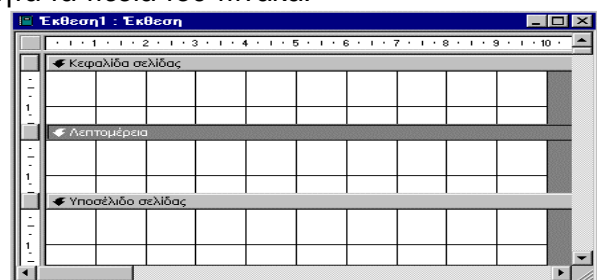 Έκθεση1 : Έκθεση
1 2 3 4 5 6 7 8 9 10
Κεφαλίδα σελίδας
1
Λεπτομέρεια
1
Υποσέλιδο σελίδας
1